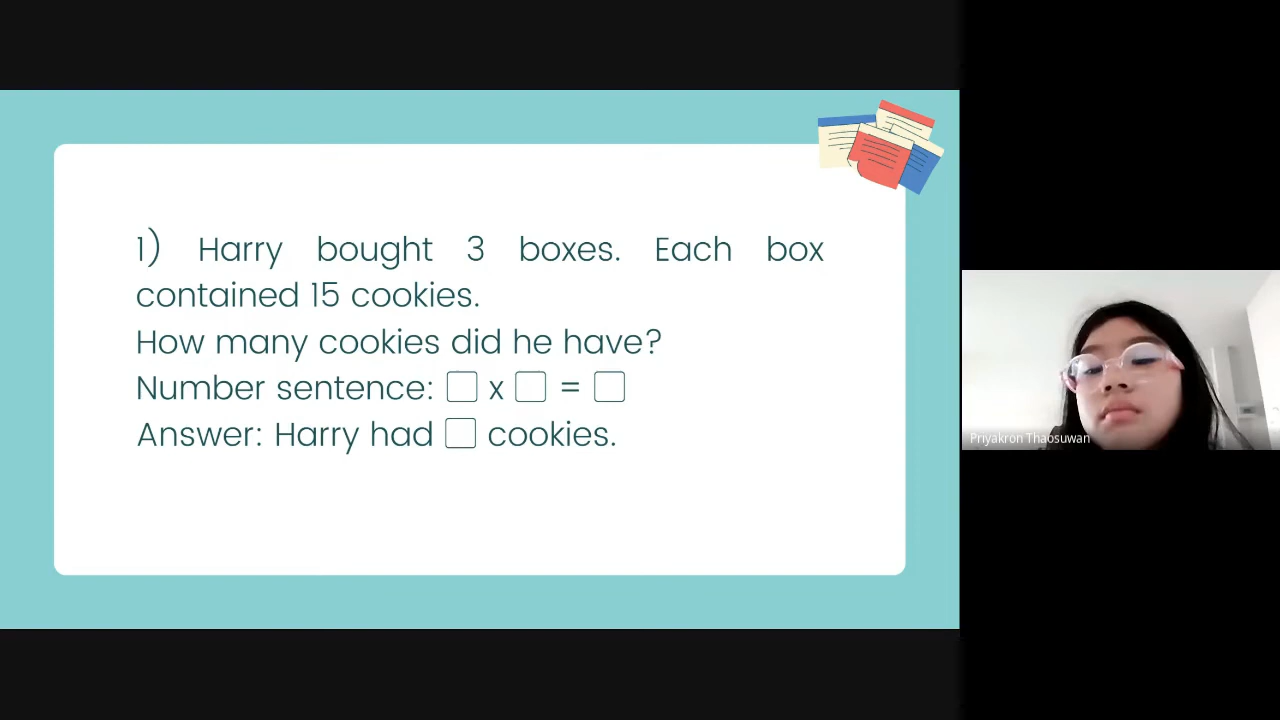 1) Harry bought 3 boxes. Each box
contained 15 cookies.
How many cookies did he have?
Number sentence: □ x □ = □
Answer: Harry had □ cookies.
Priyakron Thaosuwan